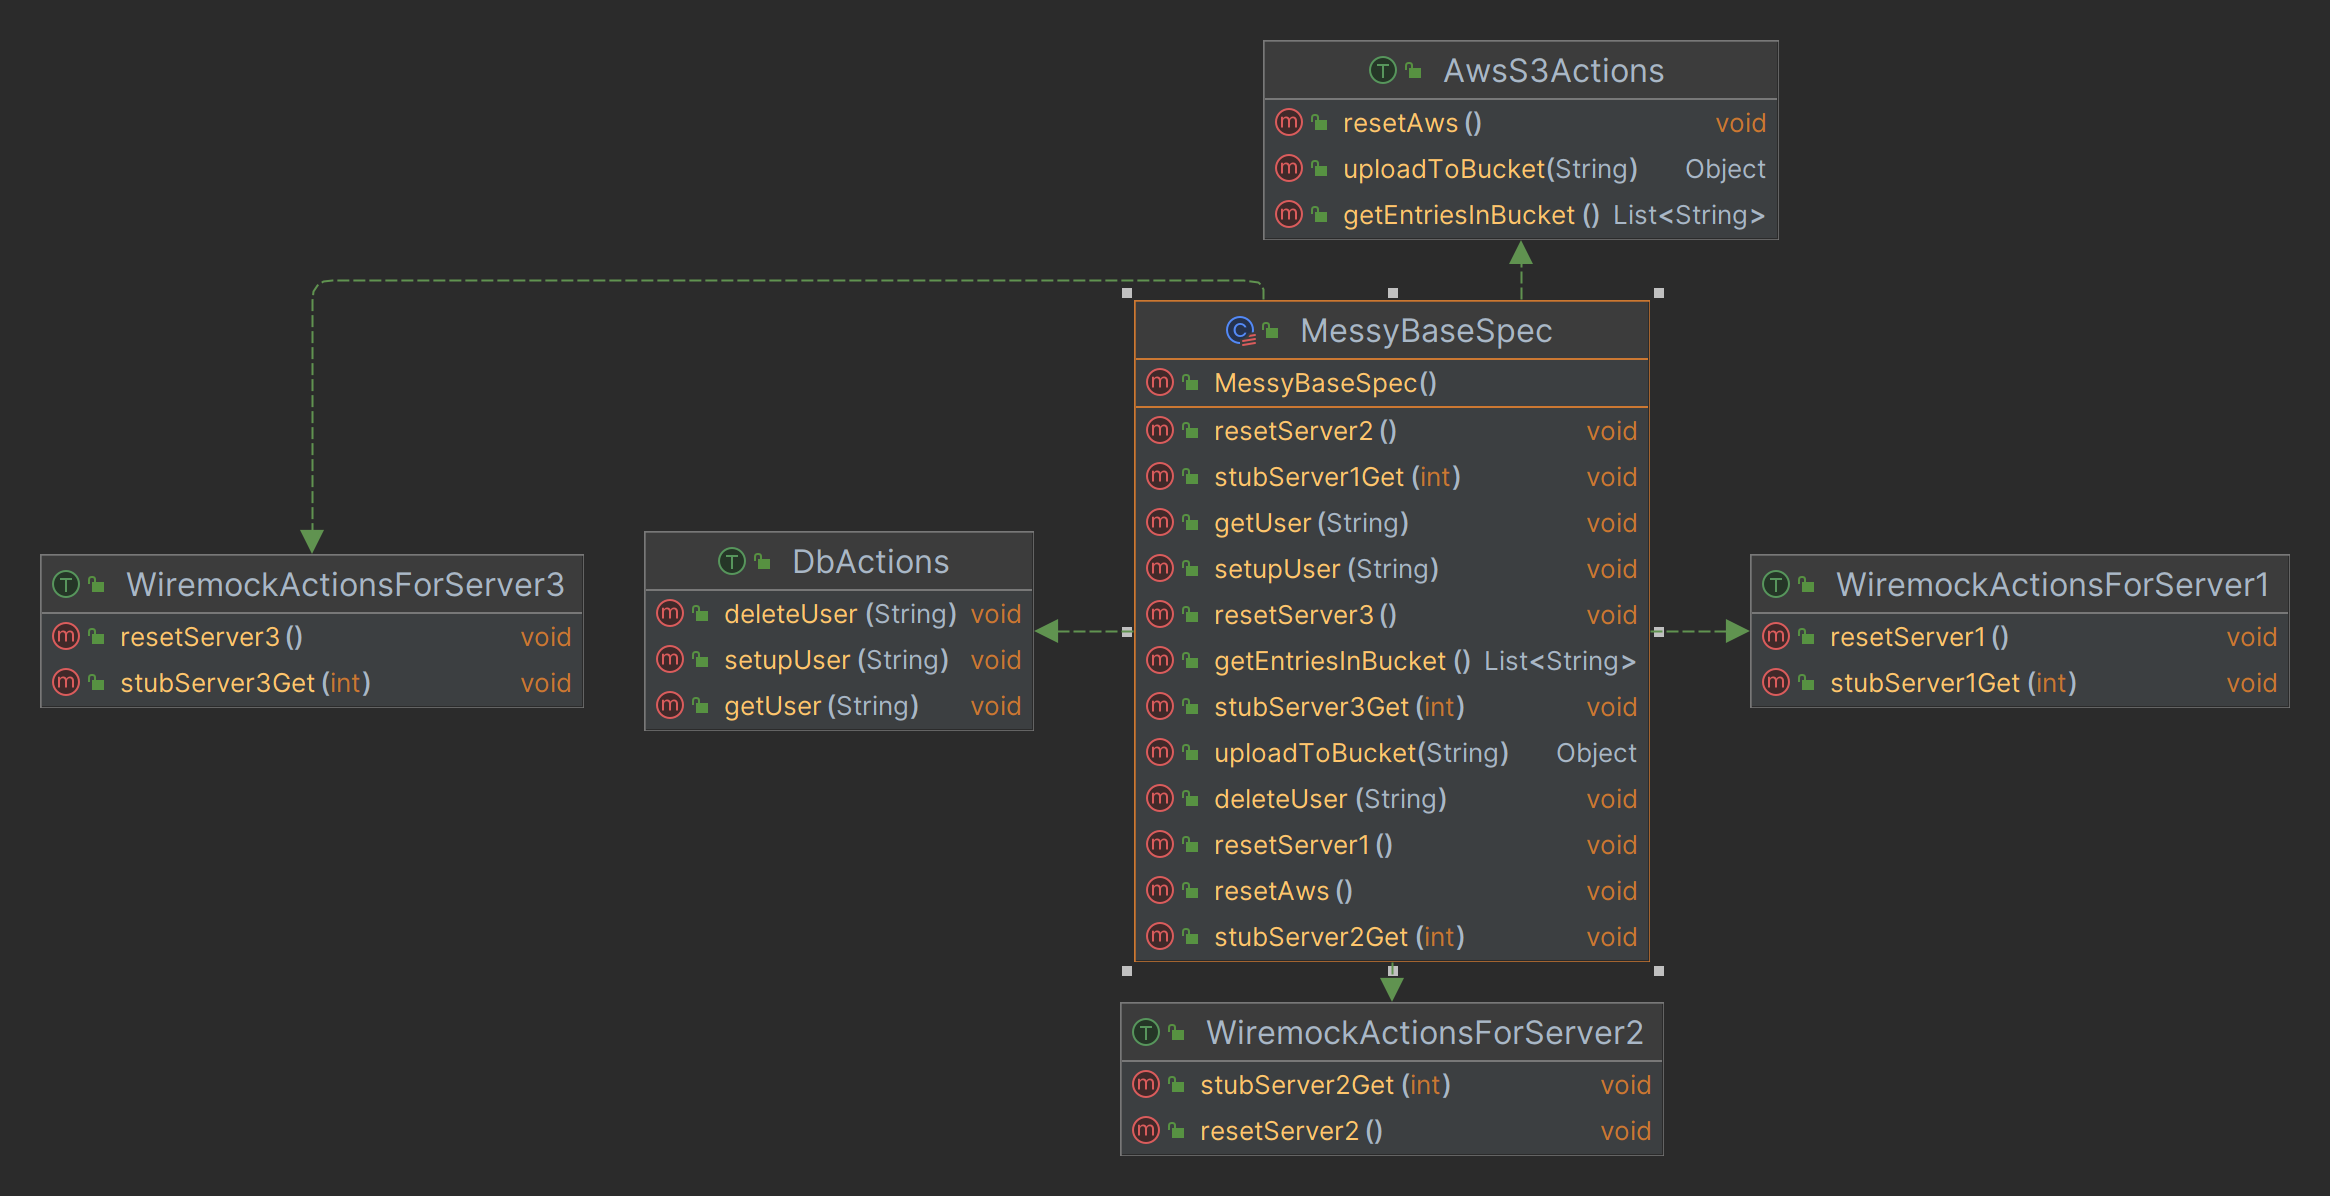 AwsS3Actions
resetAws () void
uploadToBucket(String) Object
getEntriesInBucket () List<String>
MessyBaseSpec
MessyBaseSpec()
resetServer2 () void
stubServer1Get (int) void
getUser (String) void
setupUser (String) void
resetServer3 () void
getEntriesInBucket () List<String>
stubServer3Get (int) void
uploadToBucket(String) Object
deleteUser (String) void
resetServer1 () void
resetAws () void
stubServer2Get (int) void
WiremockActionsForServer3
resetServer3 () void
stubServer3Get (int) void
DbActions
deleteUser (String) void
setupUser (String) void
getUser (String) void
WiremockActionsForServer1
resetServer1 () void
stubServer1Get (int) void
WiremockActionsForServer2
stubServer2Get (int) void
resetServer2 () void